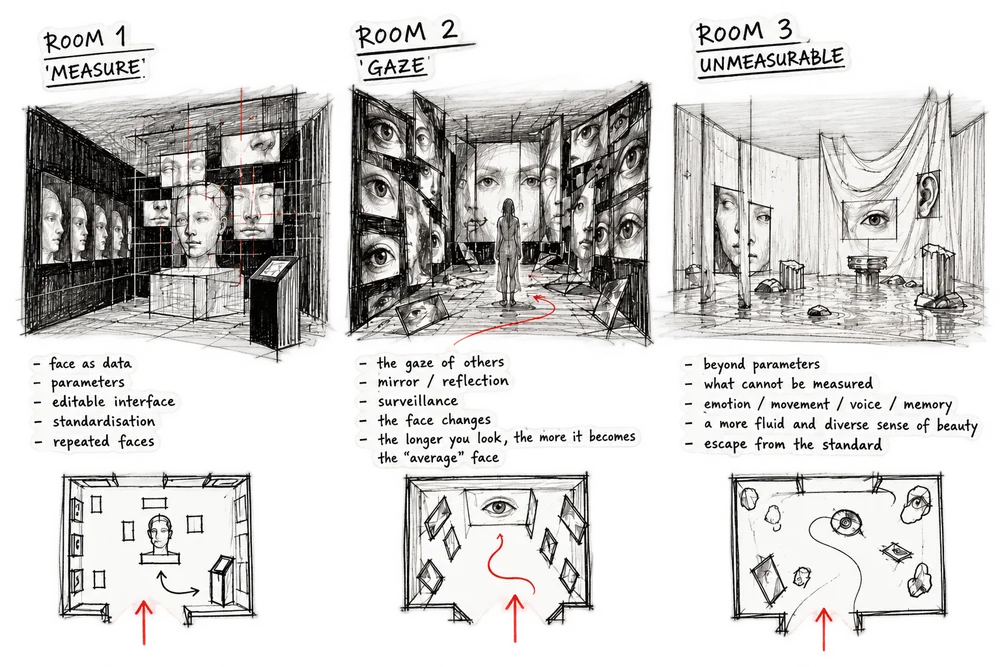 ROOM 1
'MEASURE'
- face as data
- parameters
- editable interface
- standardisation
- repeated faces
ROOM 2
'GAZE'
- the gaze of others
- mirror / reflection
- surveillance
- the face changes
- the longer you look, the more it becomes
the "average" face
ROOM 3
UNMEASURABLE
- beyond parameters
- what cannot be measured
- emotion / movement / voice / memory
- a more fluid and diverse sense of beauty
- escape from the standard